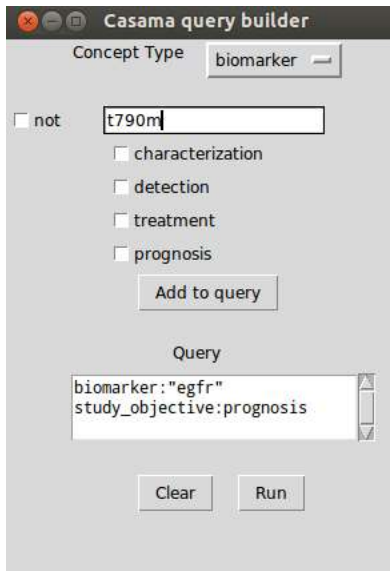 Casama query builder
Concept Type biomarker
not t790m
characterization
detection
treatment
prognosis
Add to query
Query
biomarker:"egfr"
study_objective:prognosis
Clear Run